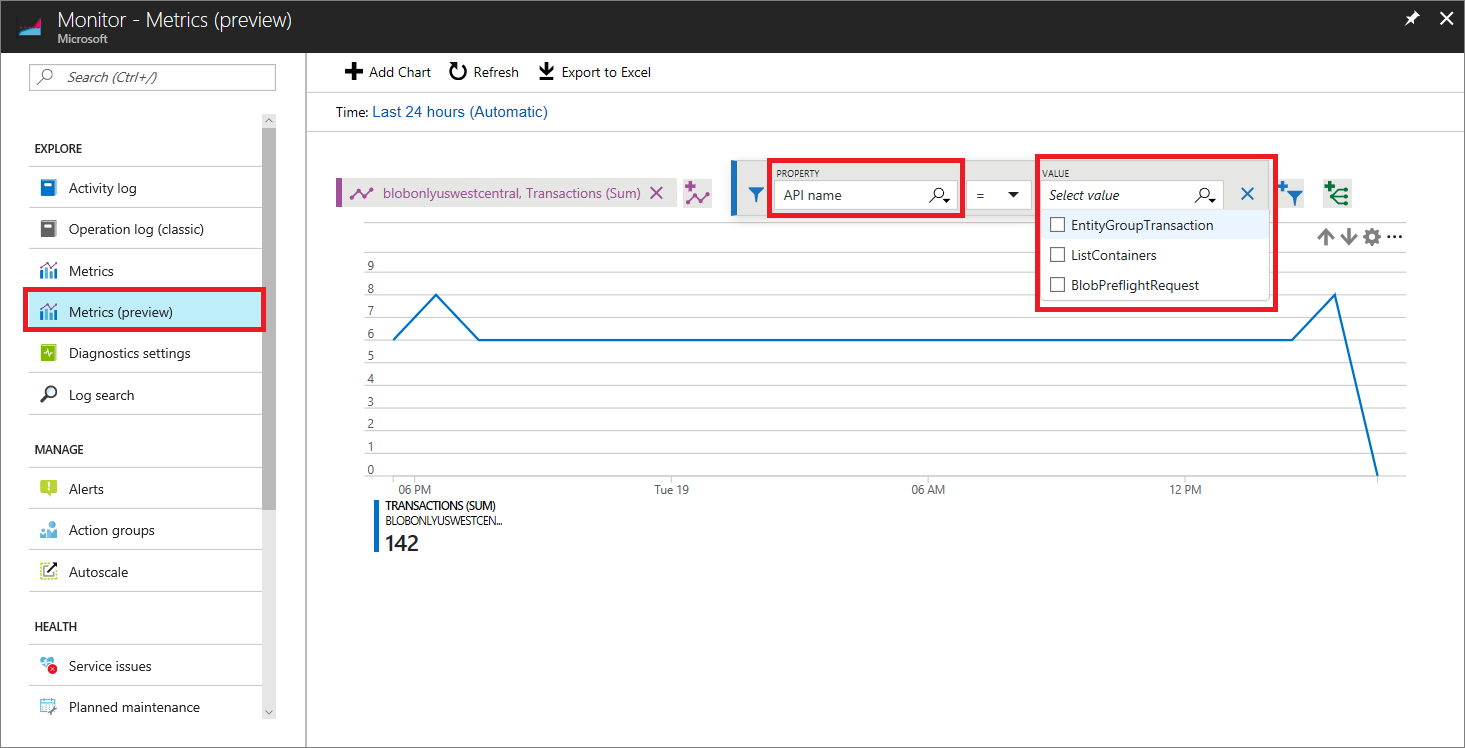 Monitor - Metrics (preview)
Microsoft
Search (Ctrl+/)
EXPLORE
Activity log
Operation log (classic)
Metrics
Metrics (preview)
Diagnostics settings
Log search
MANAGE
Alerts
Action groups
Autoscale
HEALTH
Service issues
Planned maintenance
Add Chart Refresh Export to Excel
Time: Last 24 hours (Automatic)
blobonlyuswestcentral, Transactions (Sum)
PROPERTY
API name
=
VALUE
Select value
EntityGroupTransaction
ListContainers
BlobPreflightRequest
9
8
7
6
5
4
3
2
1
0
06 PM Tue 19 06 AM 12 PM
TRANSACTIONS (SUM)
BLOBONLYUSWESTCEN...
142